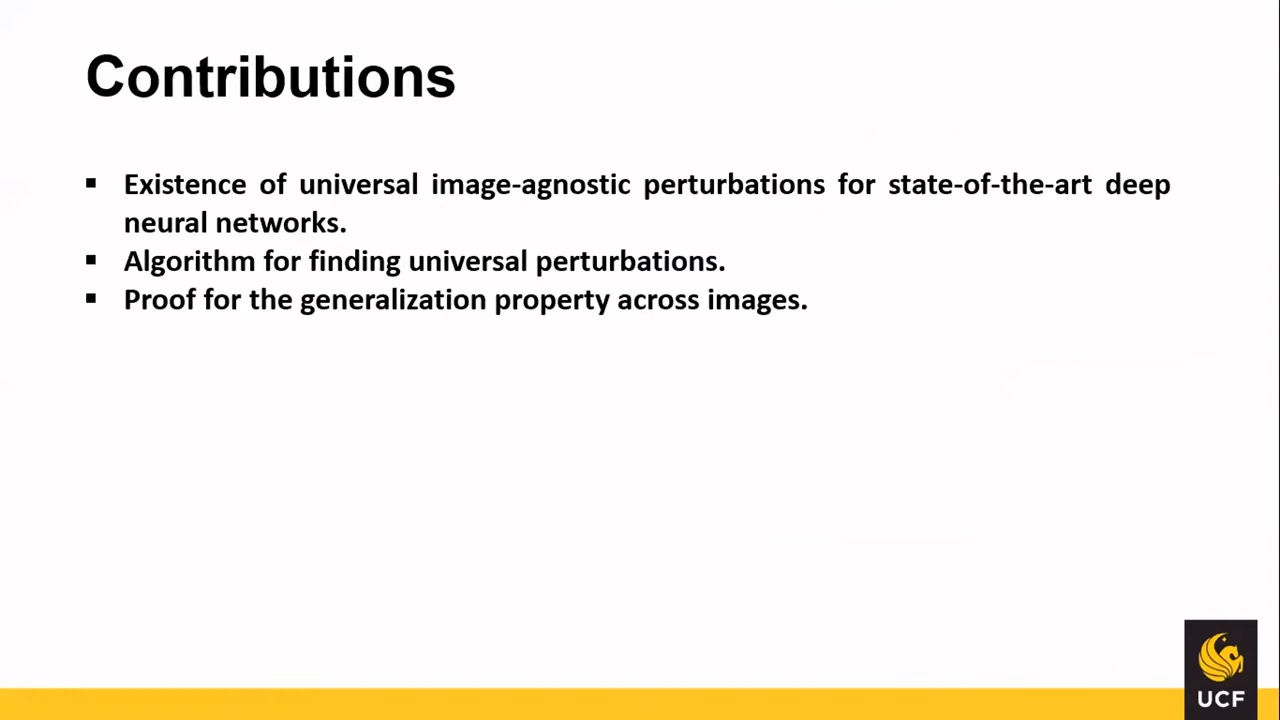 Contributions
▪ Existence of universal image-agnostic perturbations for state-of-the-art deep
neural networks.
▪ Algorithm for finding universal perturbations.
▪ Proof for the generalization property across images.
UCF